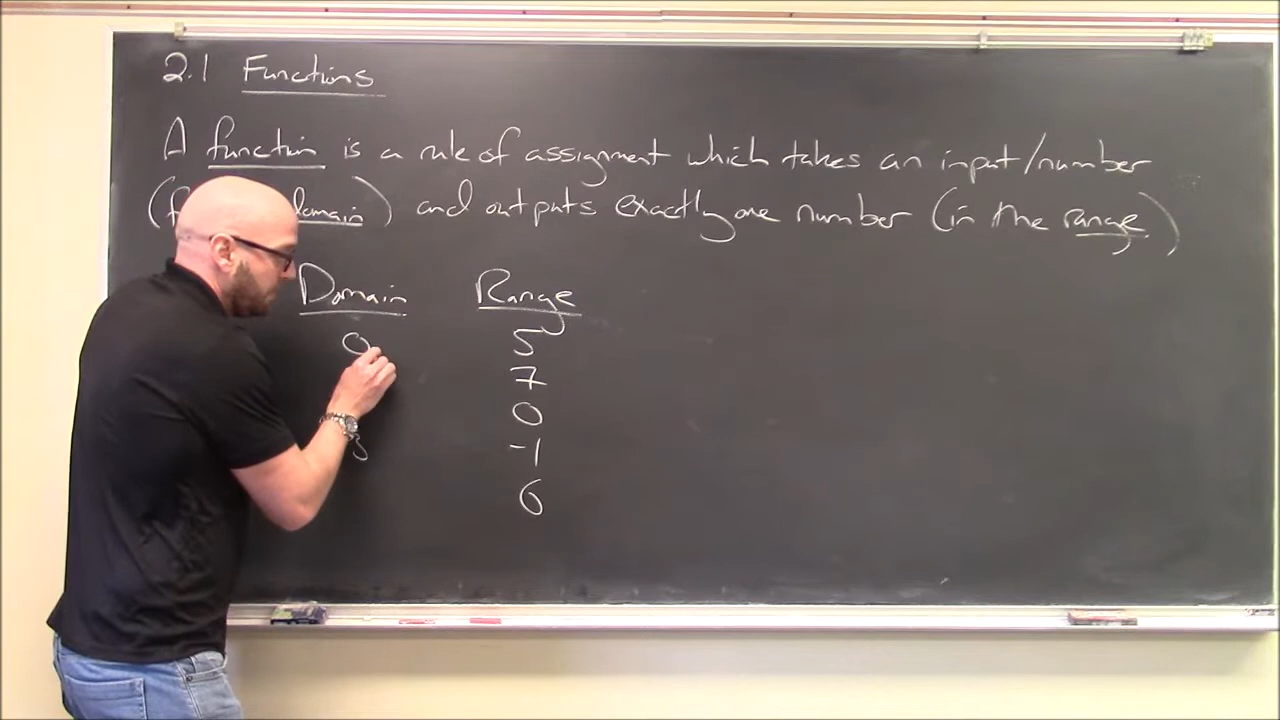 2.1 Functions
A function is a rule of assignment which takes an input/number
domain) and outputs exactly one number (in the range)
Domain Range
0 5
7
0
-1
6